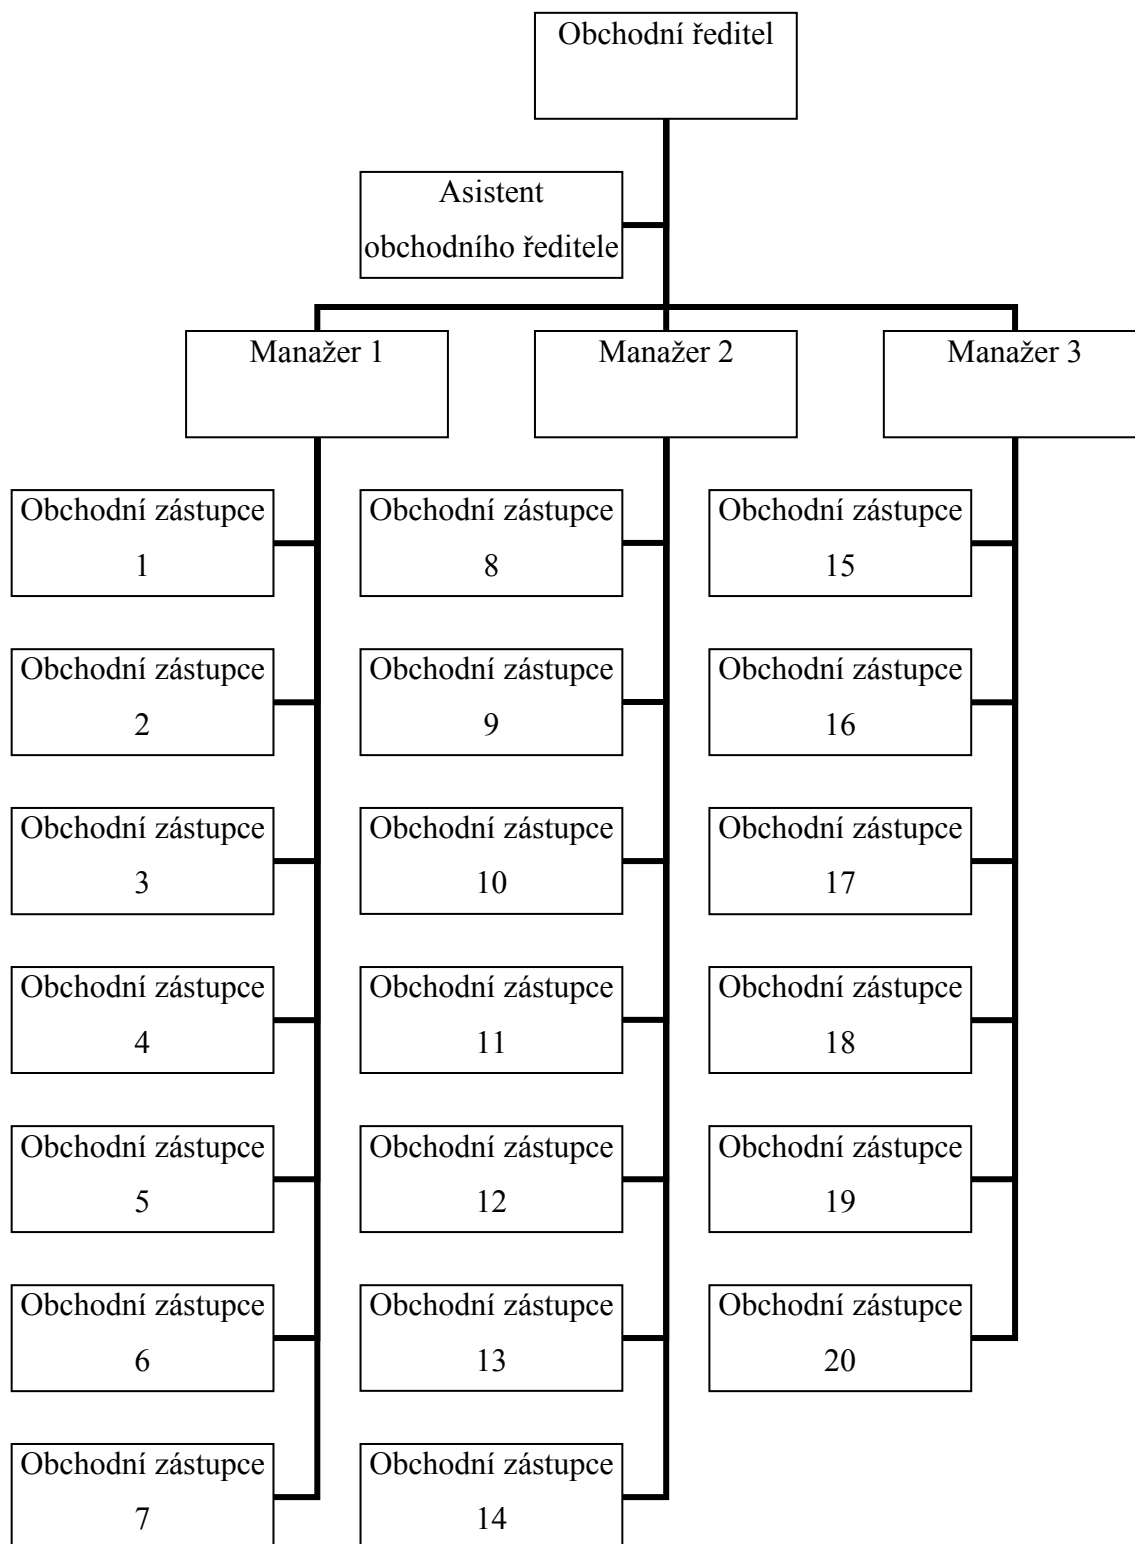 Obchodní ředitel
Asistent
obchodního ředitele
Manažer 1
Manažer 2
Manažer 3
Obchodní zástupce
1
Obchodní zástupce
8
Obchodní zástupce
15
Obchodní zástupce
2
Obchodní zástupce
9
Obchodní zástupce
16
Obchodní zástupce
3
Obchodní zástupce
10
Obchodní zástupce
17
Obchodní zástupce
4
Obchodní zástupce
11
Obchodní zástupce
18
Obchodní zástupce
5
Obchodní zástupce
12
Obchodní zástupce
19
Obchodní zástupce
6
Obchodní zástupce
13
Obchodní zástupce
20
Obchodní zástupce
7
Obchodní zástupce
14